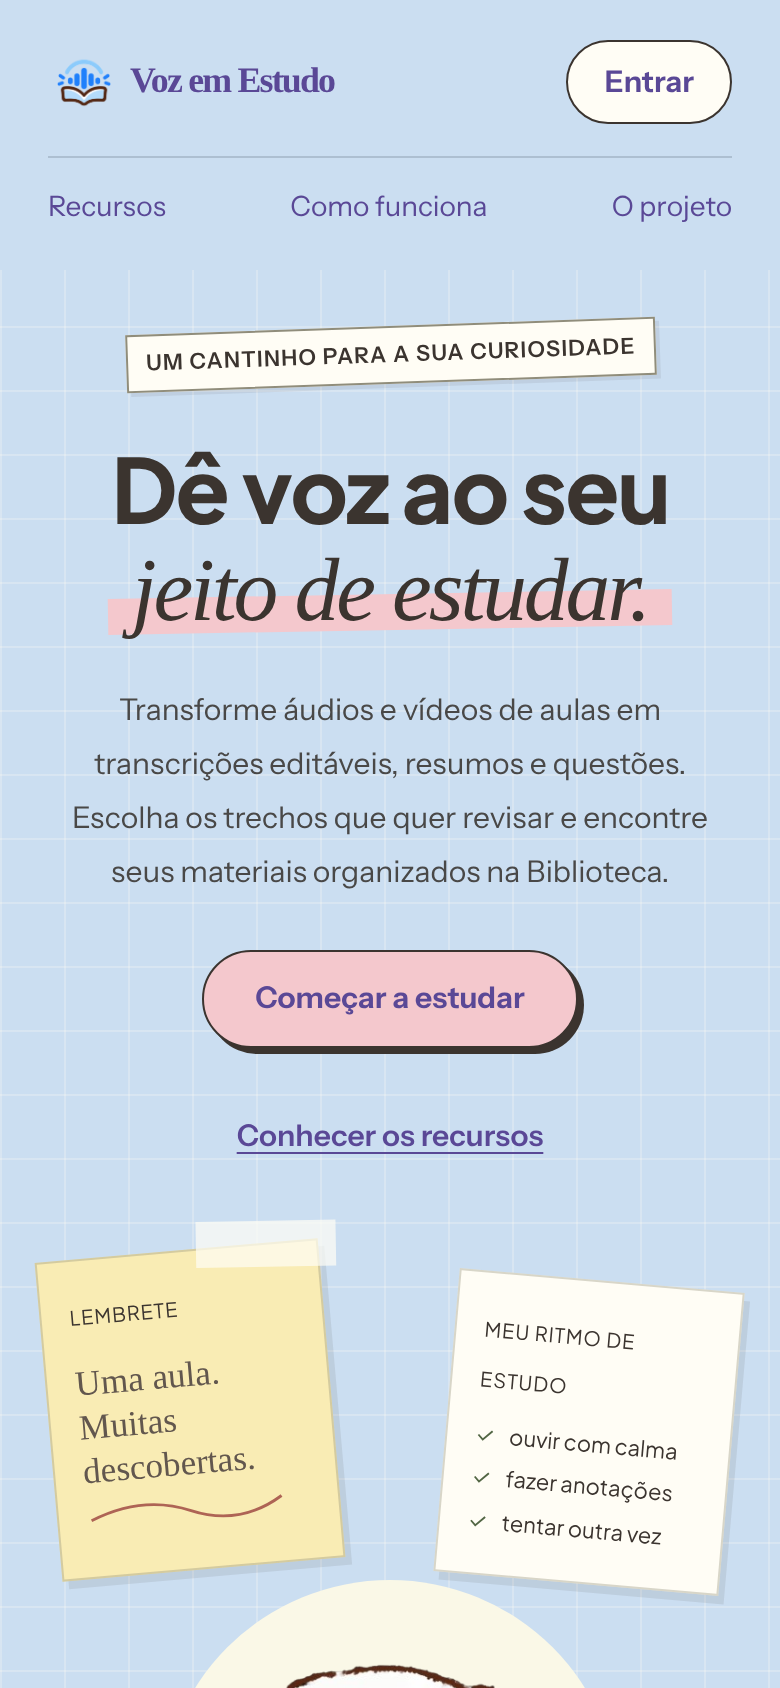 Voz em Estudo
Entrar
Recursos
Como funciona
O projeto
UM CANTINHO PARA A SUA CURIOSIDADE
Dê voz ao seu
jeito de estudar.
Transforme áudios e vídeos de aulas em
transcrições editáveis, resumos e questões.
Escolha os trechos que quer revisar e encontre
seus materiais organizados na Biblioteca.
Começar a estudar
Conhecer os recursos
LEMBRETE
Uma aula.
Muitas
descobertas.
MEU RITMO DE
ESTUDO
ouvir com calma
fazer anotações
tentar outra vez